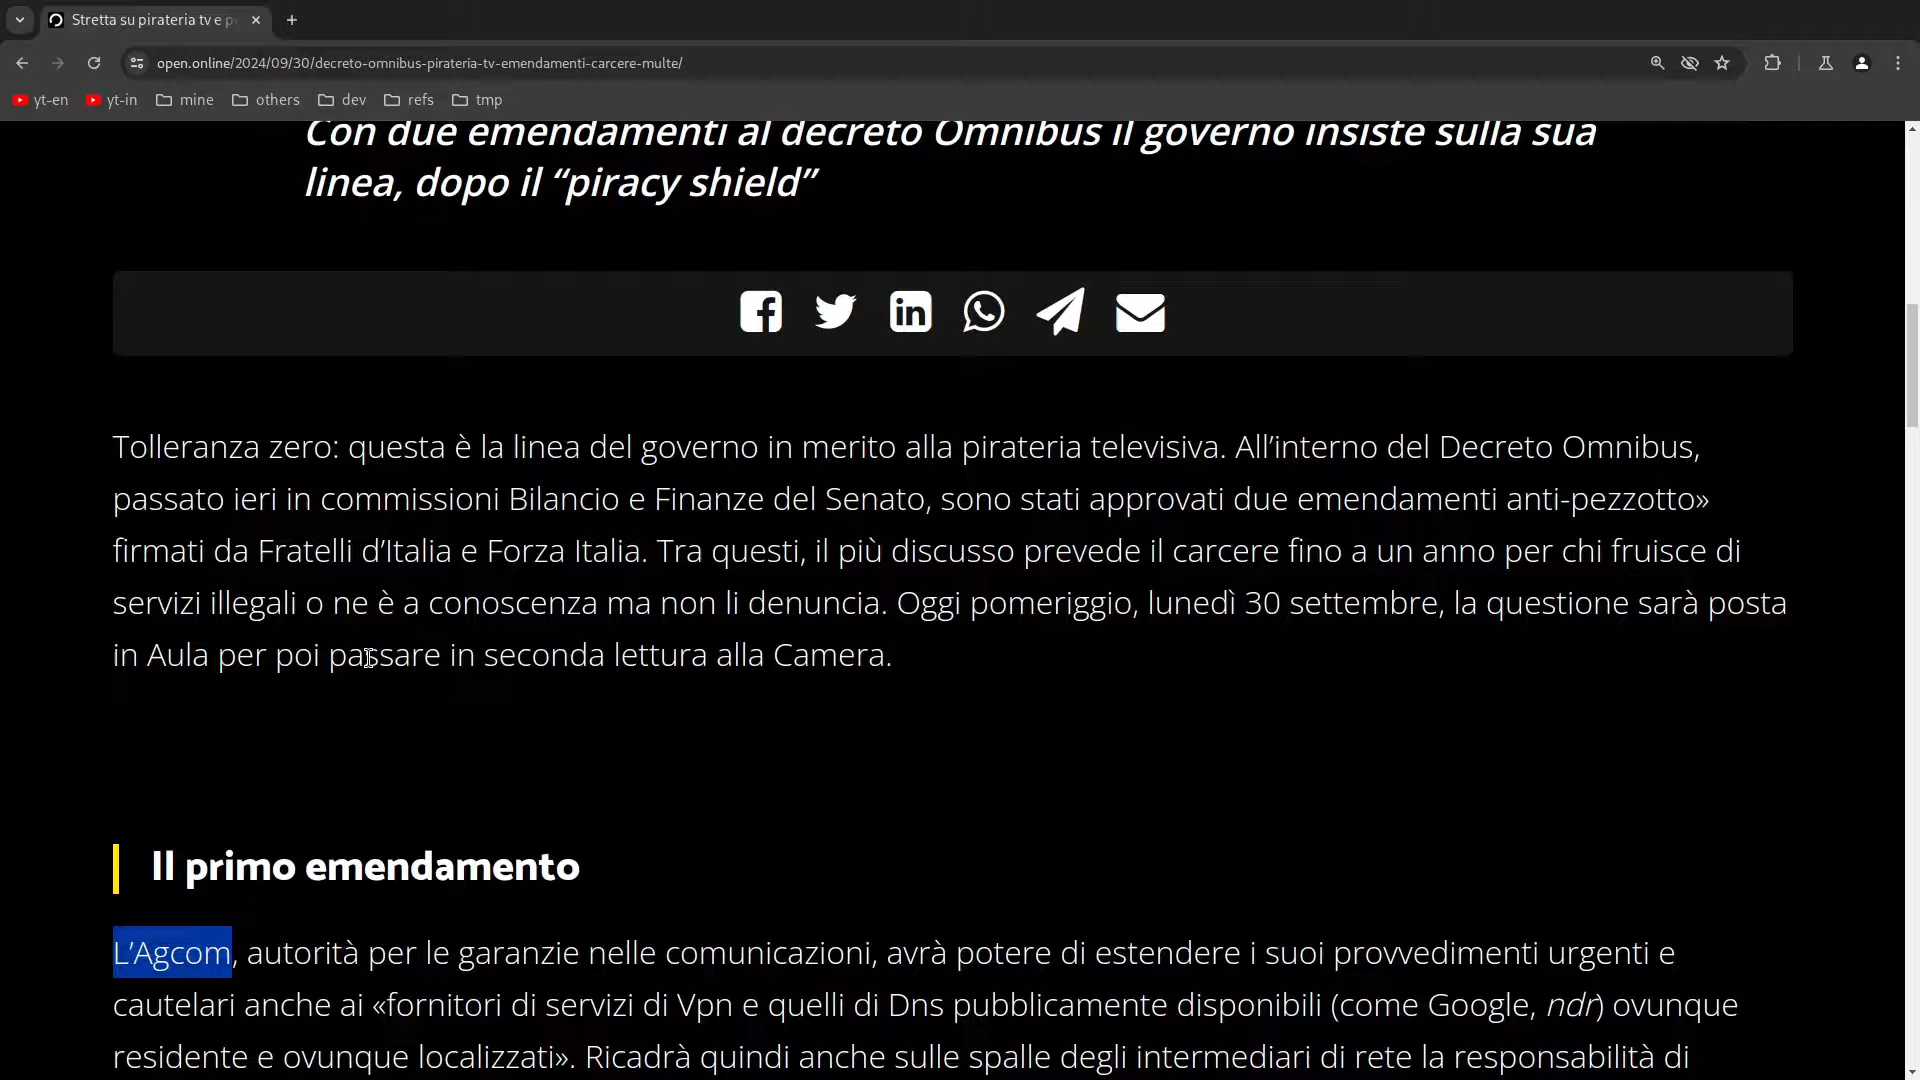 Stretta su pirateria tv e p
open.online/2024/09/30/decreto-omnibus-pirateria-tv-emendamenti-carcere-multe/
yt-en yt-in mine others dev refs tmp
Con due emendamenti al decreto Omnibus il governo insiste sulla sua
linea, dopo il “piracy shield”
Tolleranza zero: questa è la linea del governo in merito alla pirateria televisiva. All’interno del Decreto Omnibus,
passato ieri in commissioni Bilancio e Finanze del Senato, sono stati approvati due emendamenti anti-pezzotto»
firmati da Fratelli d’Italia e Forza Italia. Tra questi, il più discusso prevede il carcere fino a un anno per chi fruisce di
servizi illegali o ne è a conoscenza ma non li denuncia. Oggi pomeriggio, lunedì 30 settembre, la questione sarà posta
in Aula per poi passare in seconda lettura alla Camera.
Il primo emendamento
L’Agcom, autorità per le garanzie nelle comunicazioni, avrà potere di estendere i suoi provvedimenti urgenti e
cautelari anche ai «fornitori di servizi di Vpn e quelli di Dns pubblicamente disponibili (come Google, ndr) ovunque
residente e ovunque localizzati». Ricadrà quindi anche sulle spalle degli intermediari di rete la responsabilità di